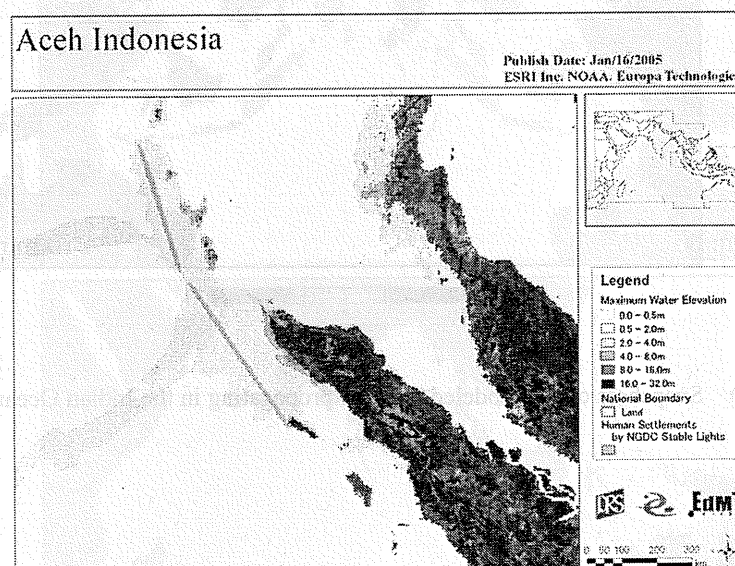 Aceh Indonesia
Publish Date: Jan/16/2005
ESRI Inc. NOAA. Europa Technologie
Legend
Maximum Water Elevation
0.0 ~ 0.5m
0.5 ~ 2.0m
2.0 ~ 4.0m
4.0 ~ 8.0m
8.0 ~ 16.0m
16.0 ~ 32.0m
National Boundary
Land
Human Settlements
by NGDC Stable Lights
EdM
0 50 100 200 300
km